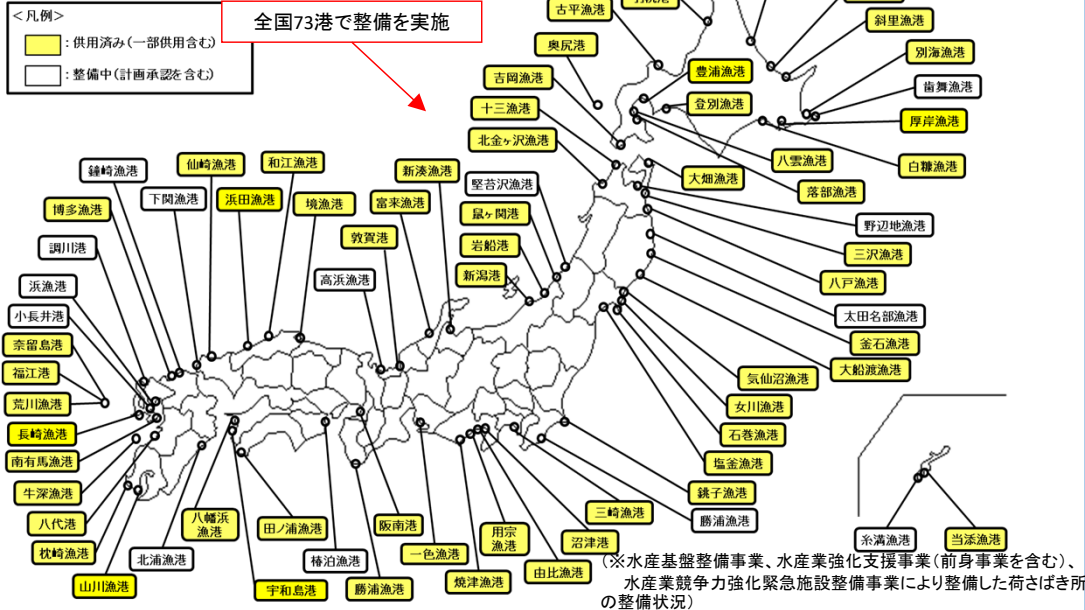 ＜凡例＞
：供用済み（一部供用含む）
：整備中（計画承認を含む）
全国73港で整備を実施
古平漁港
奥尻港
吉岡漁港
十三漁港
北金ヶ沢漁港
斜里漁港
別海漁港
歯舞漁港
厚岸漁港
白糠漁港
豊浦漁港
登別漁港
八雲漁港
落部漁港
大畑漁港
野辺地漁港
三沢漁港
八戸漁港
太田名部漁港
釜石漁港
大船渡漁港
気仙沼漁港
女川漁港
石巻漁港
塩釜漁港
銚子漁港
勝浦漁港
三崎漁港
沼津港
由比漁港
用宗
漁港
焼津漁港
一色漁港
阪南港
勝浦漁港
椿泊漁港
宇和島港
田ノ浦漁港
八幡浜
漁港
北浦漁港
山川漁港
枕崎漁港
八代港
牛深漁港
南有馬漁港
長崎漁港
荒川漁港
福江港
奈留島港
小長井港
浜漁港
調川港
博多漁港
鐘崎漁港
下関漁港
仙崎漁港
浜田漁港
和江漁港
境漁港
高浜漁港
敦賀港
富来漁港
新湊漁港
新潟港
岩船港
鼠ヶ関港
堅苔沢漁港
糸満漁港
当添漁港
（※水産基盤整備事業、水産業強化支援事業（前身事業を含む）、
水産業競争力強化緊急施設整備事業により整備した荷さばき所
の整備状況）